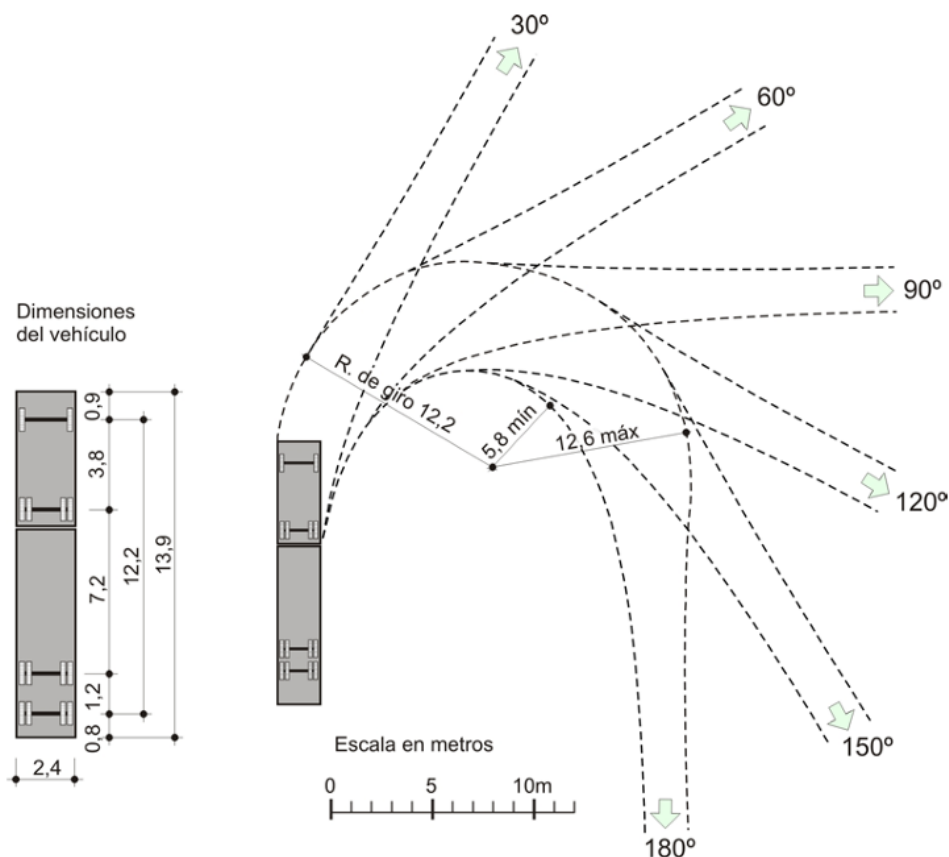 30º
60º
90º
Dimensiones
del vehículo
R. de giro 12,2
5,8 mín
12,6 máx
0,9
3,8
7,2
12,2
13,9
1,2
0,8
2,4
120º
150º
180º
Escala en metros
0 5 10m